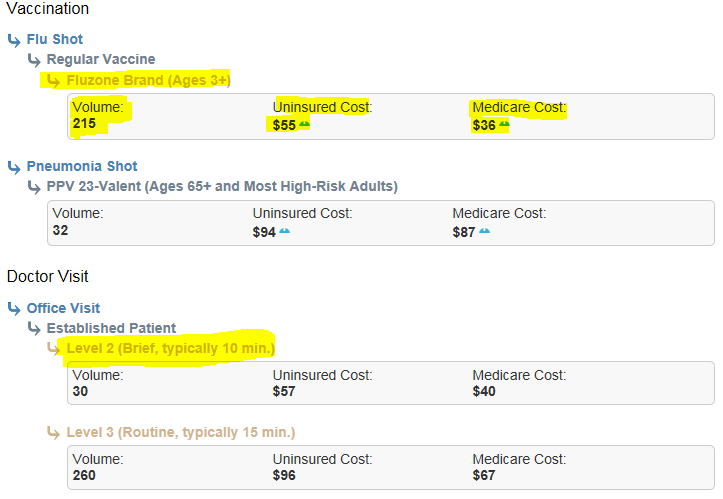 Vaccination
Flu Shot
Regular Vaccine
Fluzone Brand (Ages 3+)
Volume: Uninsured Cost: Medicare Cost:
215 $55 $36
Pneumonia Shot
PPV 23-Valent (Ages 65+ and Most High-Risk Adults)
Volume: Uninsured Cost: Medicare Cost:
32 $94 $87
Doctor Visit
Office Visit
Established Patient
Level 2 (Brief, typically 10 min.)
Volume: Uninsured Cost: Medicare Cost:
30 $57 $40
Level 3 (Routine, typically 15 min.)
Volume: Uninsured Cost: Medicare Cost:
260 $96 $67